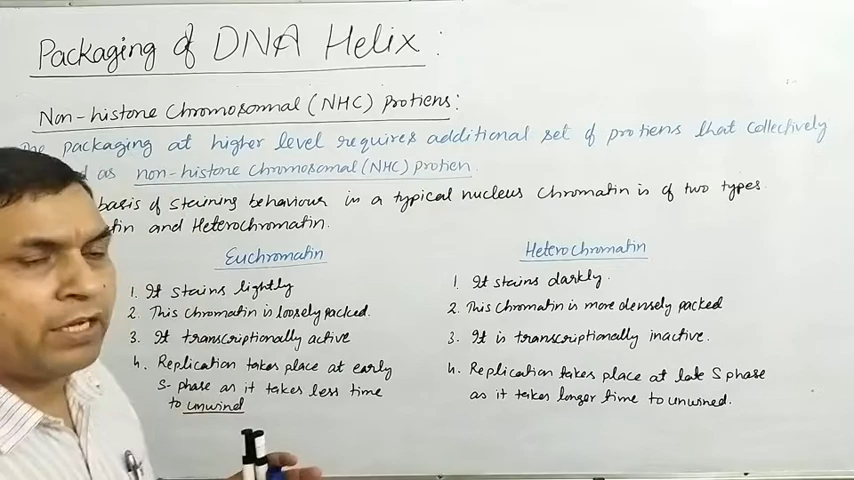 Packaging of DNA Helix :
Non-histone Chromosomal (NHC) Protiens :
packaging at higher level requires additional set of protiens that collectively
as non-histone Chromosomal (NHC) protien.
basis of staining behaviour in a typical nucleus Chromatin is of two types.
and Heterochromatin.
Euchromatin
1. It stains lightly
2. This chromatin is loosely packed.
3. It transcriptionally active
4. Replication takes place at early
S-phase as it takes less time
to unwind
Heterochromatin
1. It stains darkly.
2. This chromatin is more densely packed
3. It is transcriptionally inactive.
4. Replication takes place at late S phase
as it takes longer time to unwined.